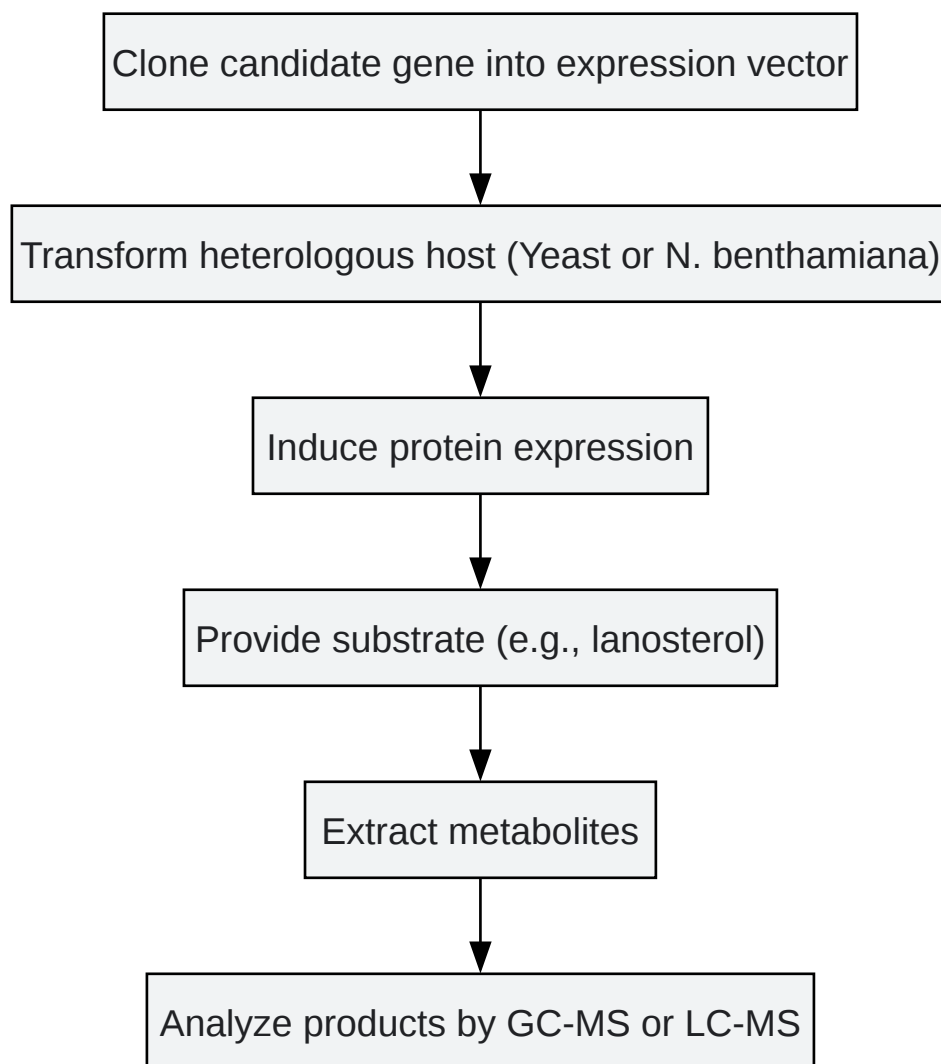 Clone candidate gene into expression vector
Transform heterologous host (Yeast or N. benthamiana)
Induce protein expression
Provide substrate (e.g., lanosterol)
Extract metabolites
Analyze products by GC-MS or LC-MS